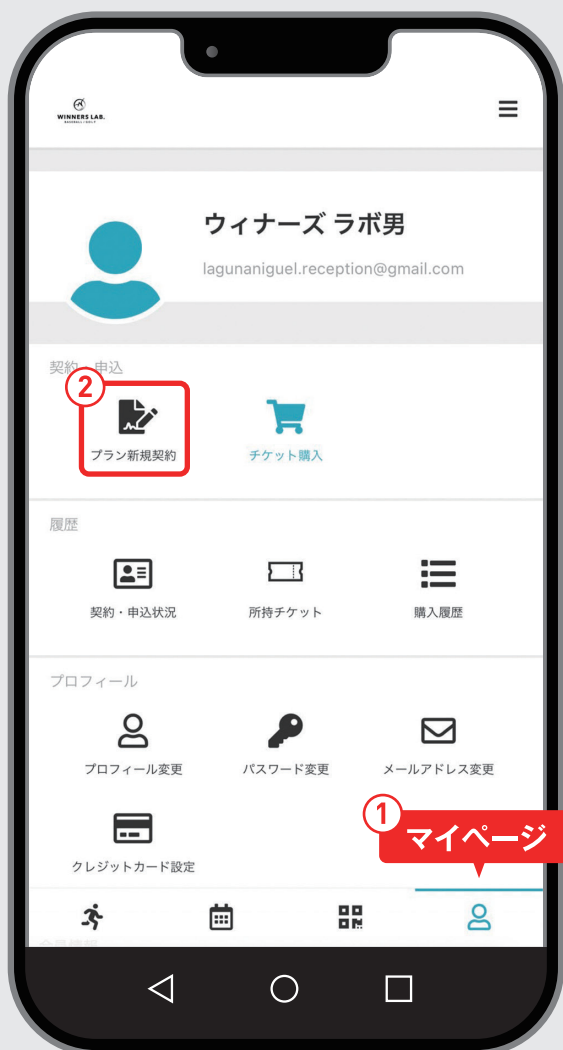 WINNERS LAB.
ウィナーズ ラボ男
lagunaniguel.reception@gmail.com
契約・申込
②
プラン新規契約
チケット購入
履歴
契約・申込状況
所持チケット
購入履歴
プロフィール
プロフィール変更
パスワード変更
メールアドレス変更
①
マイページ
クレジットカード設定